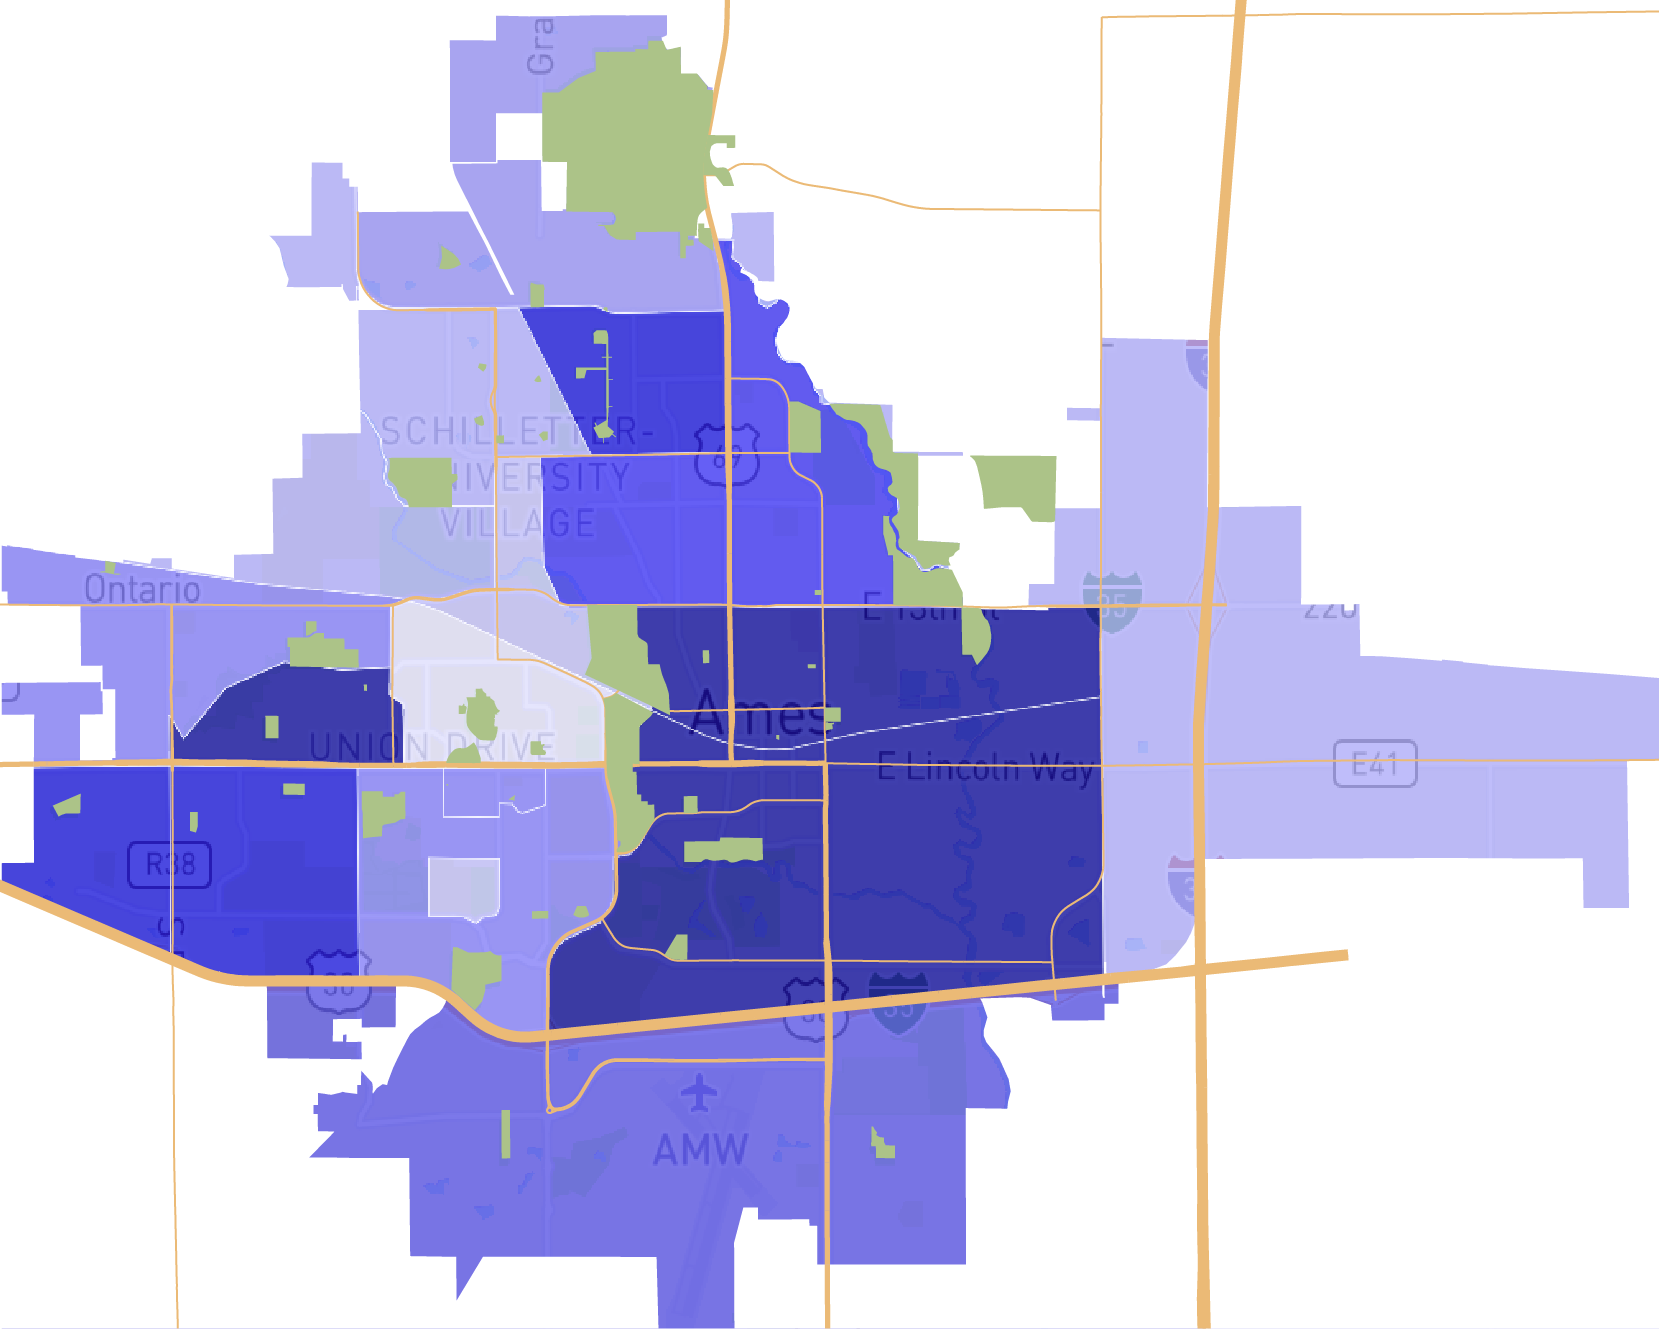 Gra
SCHILLETTER-
69
UNIVERSITY
VILLAGE
Ontario
35
E 13th St
220
Ames
UNION DRIVE
E Lincoln Way
E41
R38
30
35
AMW